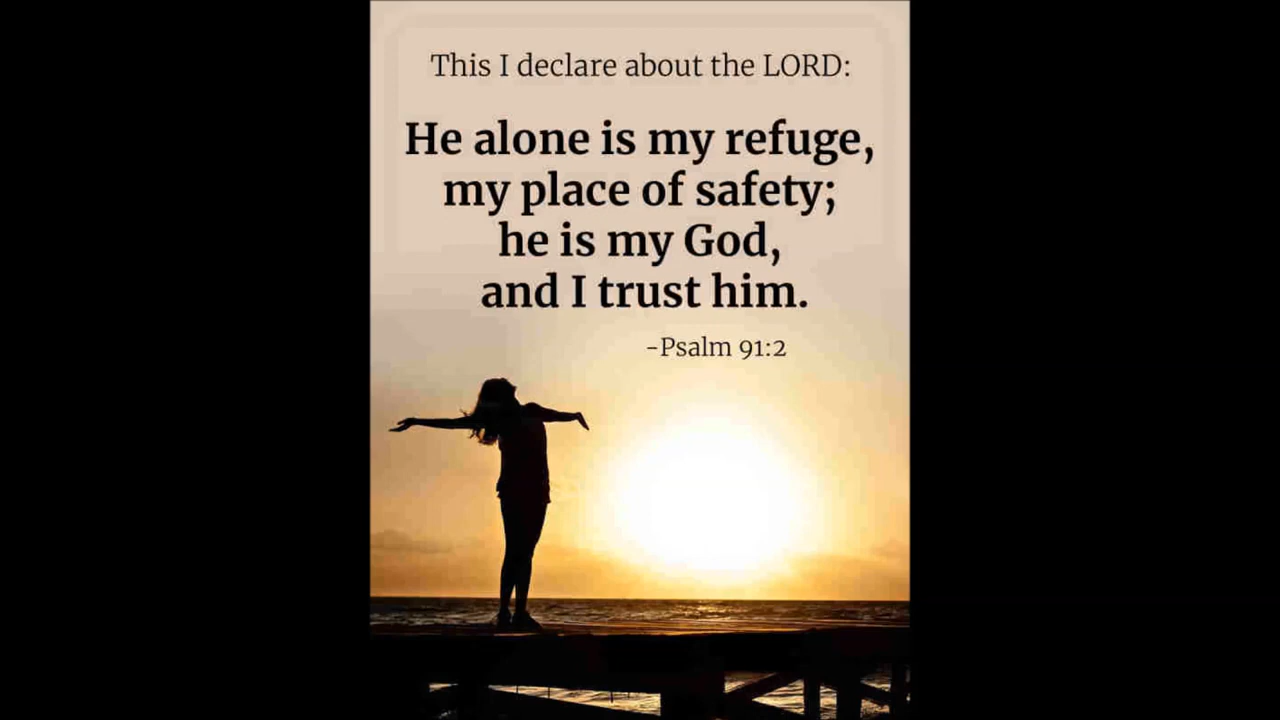 This I declare about the LORD:
He alone is my refuge,
my place of safety;
he is my God,
and I trust him.
-Psalm 91:2